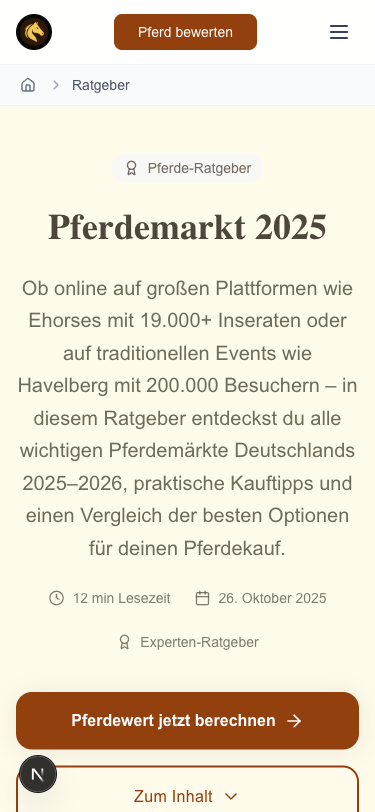 Pferd bewerten
Ratgeber
Pferde-Ratgeber
Pferdemarkt 2025
Ob online auf großen Plattformen wie
Ehorses mit 19.000+ Inseraten oder
auf traditionellen Events wie
Havelberg mit 200.000 Besuchern – in
diesem Ratgeber entdeckst du alle
wichtigen Pferdemärkte Deutschlands
2025–2026, praktische Kauftipps und
einen Vergleich der besten Optionen
für deinen Pferdekauf.
12 min Lesezeit
26. Oktober 2025
Experten-Ratgeber
Pferdewert jetzt berechnen
N
Zum Inhalt